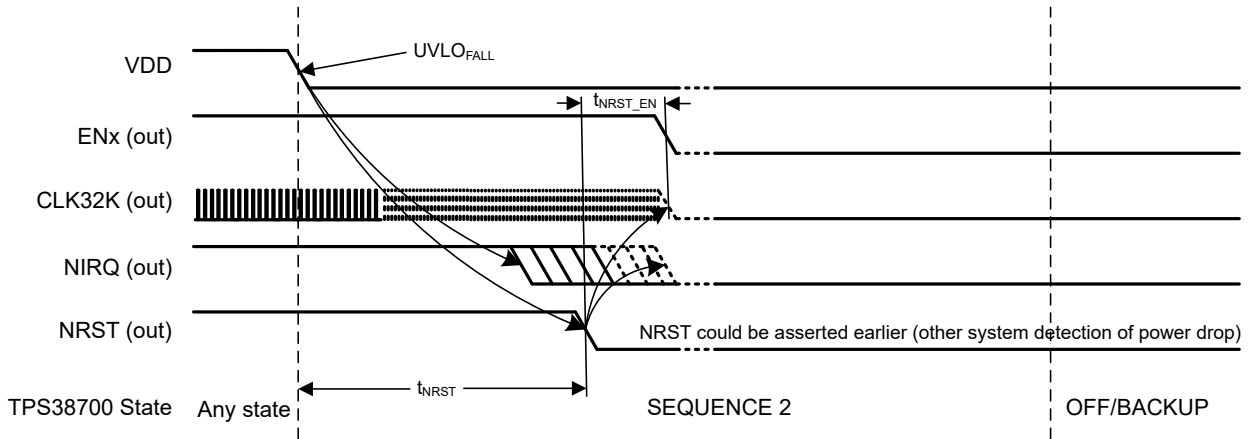 VDD
UVLOFALL
tNRST_EN
ENx (out)
CLK32K (out)
NIRQ (out)
NRST (out)
NRST could be asserted earlier (other system detection of power drop)
tNRST
TPS38700 State
Any state
SEQUENCE 2
OFF/BACKUP